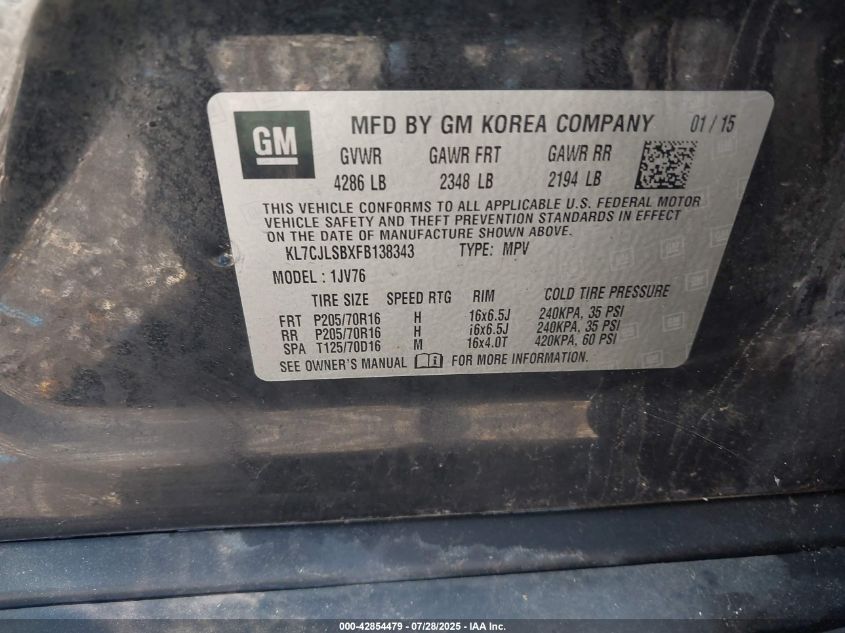 GM
MFD BY GM KOREA COMPANY 01 / 15
GVWR GAWR FRT GAWR RR
4286 LB 2348 LB 2194 LB
THIS VEHICLE CONFORMS TO ALL APPLICABLE U.S. FEDERAL MOTOR
VEHICLE SAFETY AND THEFT PREVENTION STANDARDS IN EFFECT
ON THE DATE OF MANUFACTURE SHOWN ABOVE.
KL7CJLSBXFB138343 TYPE: MPV
MODEL : 1JV76
TIRE SIZE SPEED RTG RIM COLD TIRE PRESSURE
FRT P205/70R16 H 16x6.5J 240KPA, 35 PSI
RR P205/70R16 H i6x6.5J 240KPA, 35 PSI
SPA T125/70D16 M 16x4.0T 420KPA, 60 PSI
SEE OWNER'S MANUAL FOR MORE INFORMATION.
000-42854479 | 07/28/2025 - IAA Inc.